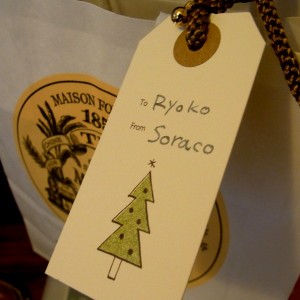 To Ryoko
From Soraco
MAISON FO
185